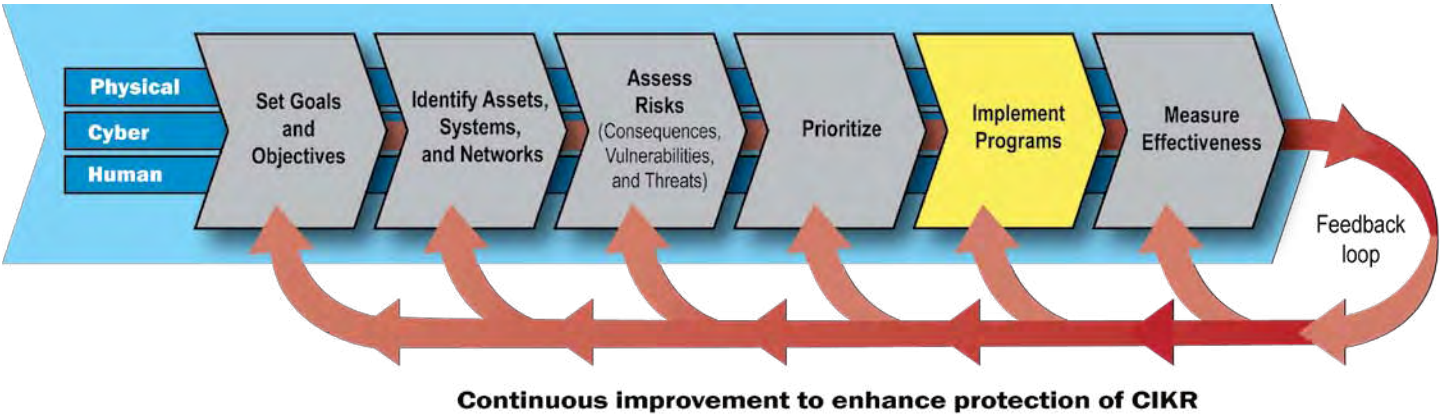 Physical
Cyber
Human
Set Goals
and
Objectives
Identify Assets,
Systems,
and Networks
Assess
Risks
(Consequences,
Vulnerabilities,
and Threats)
Prioritize
Implement
Programs
Measure
Effectiveness
Feedback
loop
Continuous improvement to enhance protection of CIKR